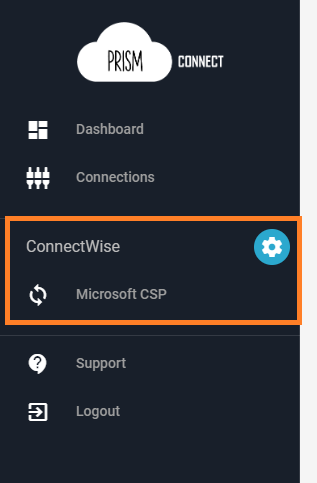 PRISM CONNECT
Dashboard
Connections
ConnectWise
Microsoft CSP
Support
Logout